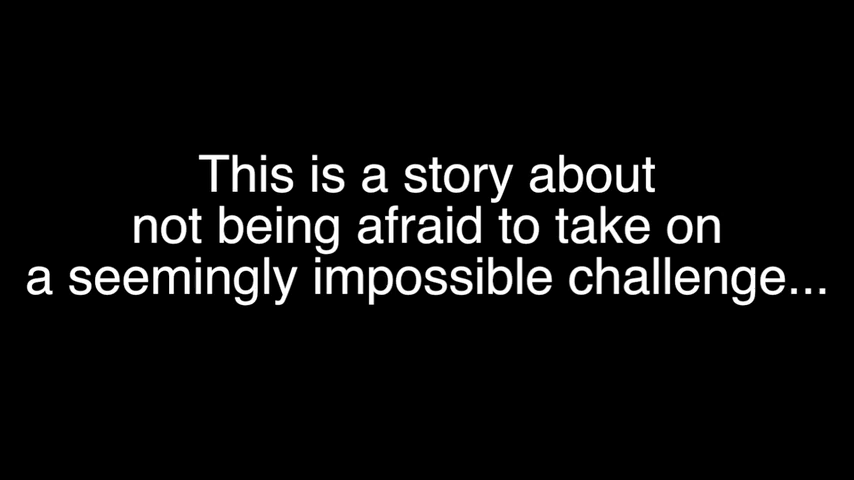 This is a story about
not being afraid to take on
a seemingly impossible challenge...